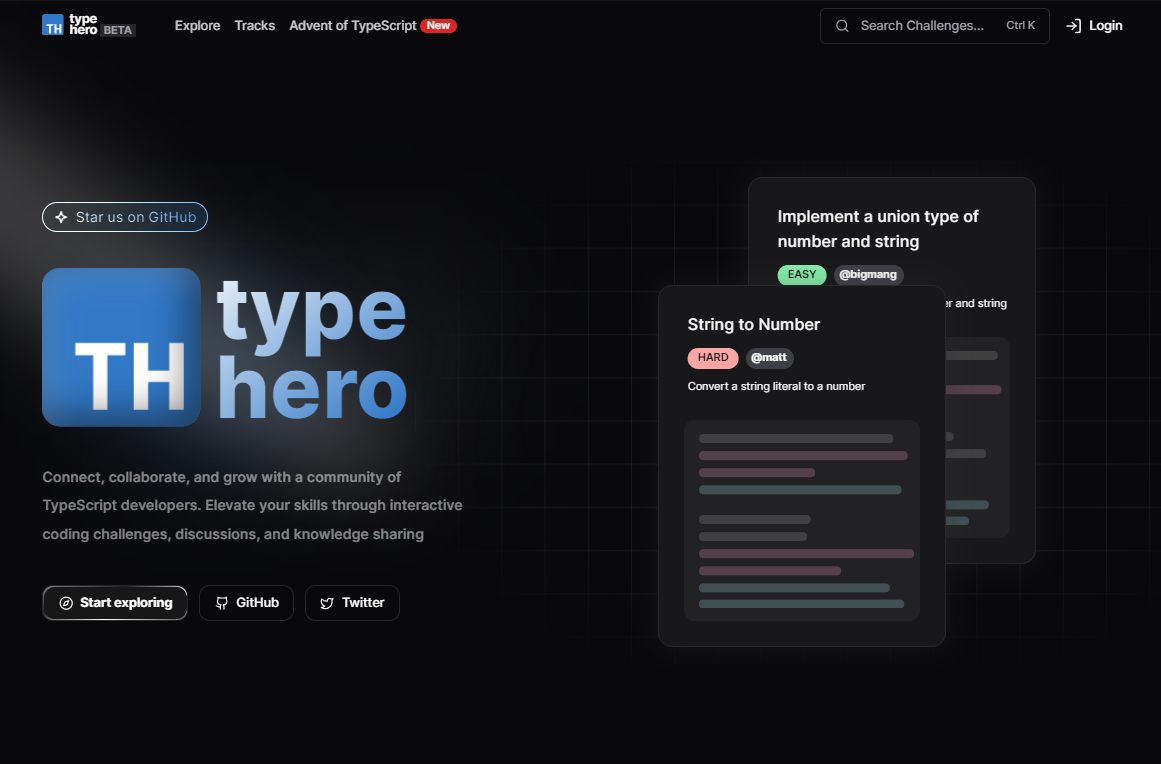 TH type hero BETA
Explore
Tracks
Advent of TypeScript New
Search Challenges... Ctrl K
Login
Star us on GitHub
TH
type
hero
Connect, collaborate, and grow with a community of
TypeScript developers. Elevate your skills through interactive
coding challenges, discussions, and knowledge sharing
Start exploring
GitHub
Twitter
Implement a union type of
number and string
EASY @bigmang
er and string
String to Number
HARD @matt
Convert a string literal to a number